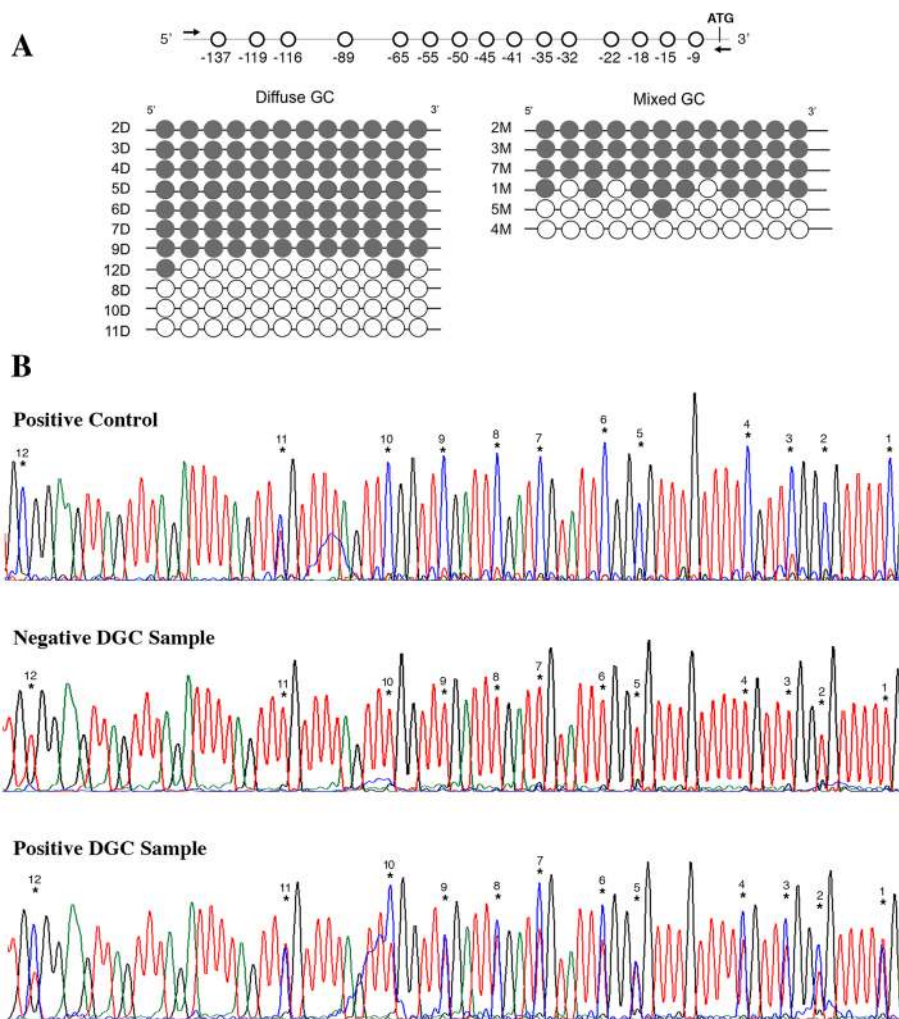 A
5' ATG 3'
-137 -119 -116 -89 -65 -55 -50 -45 -41 -35 -32 -22 -18 -15 -9
Diffuse GC
5' 3'
2D
3D
4D
5D
6D
7D
9D
12D
8D
10D
11D
Mixed GC
5' 3'
2M
3M
7M
1M
5M
4M
B
Positive Control
12 * 11 * 10 * 9 * 8 * 7 * 6 * 5 * 4 * 3 * 2 * 1 *
Negative DGC Sample
12 * 11 * 10 * 9 * 8 * 7 * 6 * 5 * 4 * 3 * 2 * 1 *
Positive DGC Sample
12 * 11 * 10 * 9 * 8 * 7 * 6 * 5 * 4 * 3 * 2 * 1 *